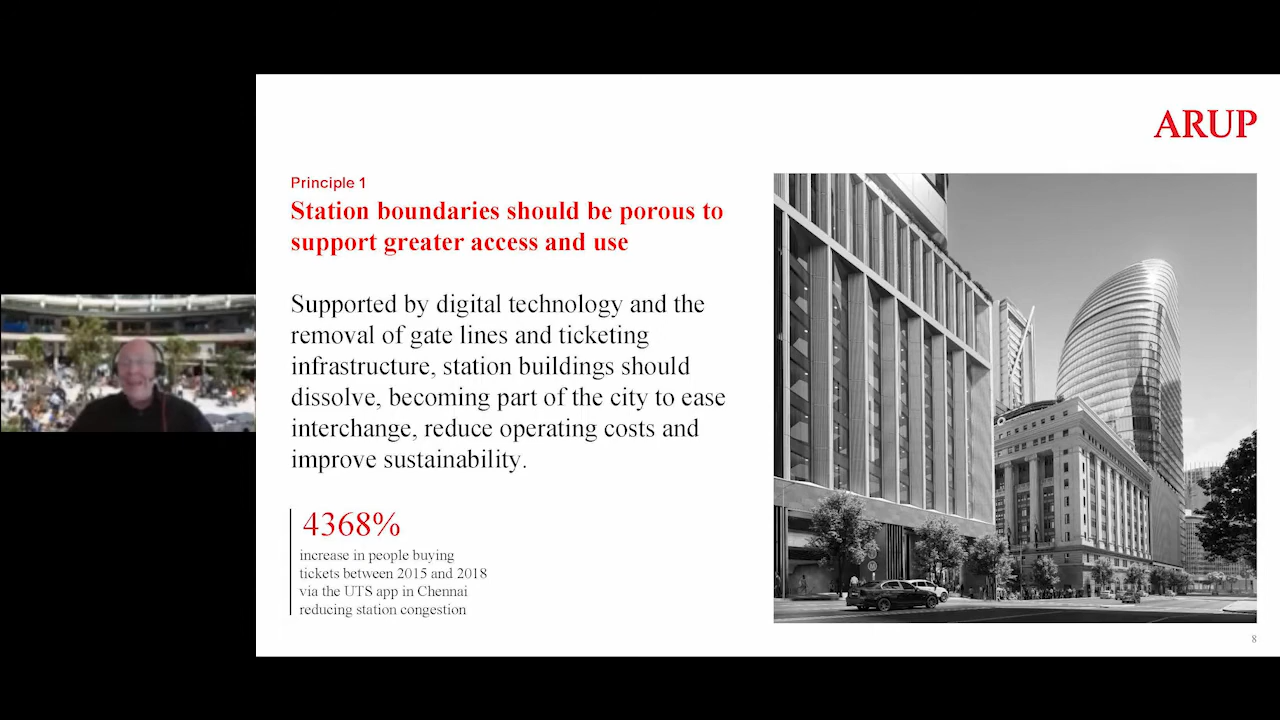 ARUP
Principle 1
Station boundaries should be porous to
support greater access and use
Supported by digital technology and the
removal of gate lines and ticketing
infrastructure, station buildings should
dissolve, becoming part of the city to ease
interchange, reduce operating costs and
improve sustainability.
4368%
increase in people buying
tickets between 2015 and 2018
via the UTS app in Chennai
reducing station congestion
M
8